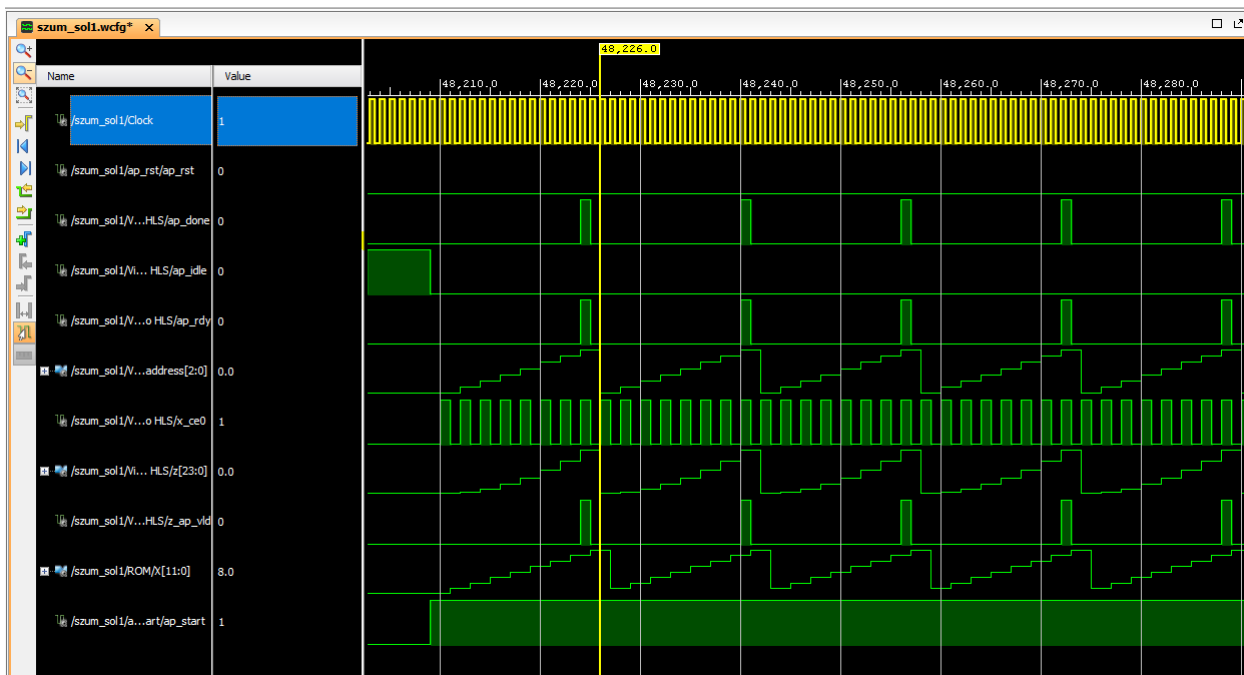 szum_sol1.wcfg*
48,226.0
Name Value
48,210.0 48,220.0 48,230.0 48,240.0 48,250.0 48,260.0 48,270.0 48,280.0
/szum_sol1/Clock 1
/szum_sol1/ap_rst/ap_rst 0
/szum_sol1/V...HLS/ap_done 0
/szum_sol1/Vi... HLS/ap_idle 0
/szum_sol1/V...o HLS/ap_rdy 0
/szum_sol1/V...address[2:0] 0.0
/szum_sol1/V...o HLS/x_ce0 1
/szum_sol1/Vi... HLS/z[23:0] 0.0
/szum_sol1/V...HLS/z_ap_vld 0
/szum_sol1/ROM/X[11:0] 8.0
/szum_sol1/a...art/ap_start 1